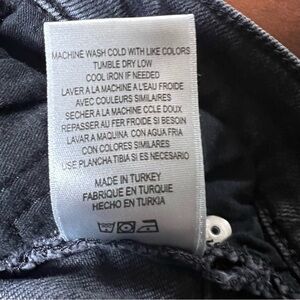 MACHINE WASH COLD WITH LIKE COLORS
TUMBLE DRY LOW
COOL IRON IF NEEDED
LAVER A LA MACHINE A L'EAU FROIDE
AVEC COULEURS SIMILAIRES
SECHER A LA MACHINE CCLE DOUX
REPASSER AU FER FROIDE SI BESOIN
LAVAR A MAQUINA CON AGUA FRIA
CON COLORES SIMILARES
USE PLANCHA TIBIA SI ES NECESARIO
MADE IN TURKEY
FABRIQUE EN TURQUIE
HECHO EN TURKIA